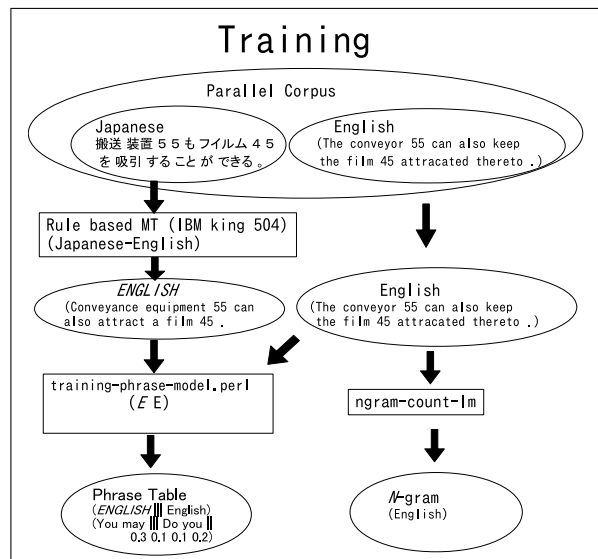 Training
Parallel Corpus
Japanese
搬送 装置 5 5 も フイルム 4 5
を 吸引 する こと が できる 。
English
(The conveyor 55 can also keep
the film 45 attracated thereto .)
Rule based MT (IBM king 504)
(Japanese-English)
ENGLISH
(Conveyance equipment 55 can
also attract a film 45 .
English
(The conveyor 55 can also keep
the film 45 attracated thereto .)
training-phrase-model.perl
(E E)
ngram-count-lm
Phrase Table
(ENGLISH ||| English)
(You may ||| Do you ||
0.3 0.1 0.1 0.2)
N-gram
(English)